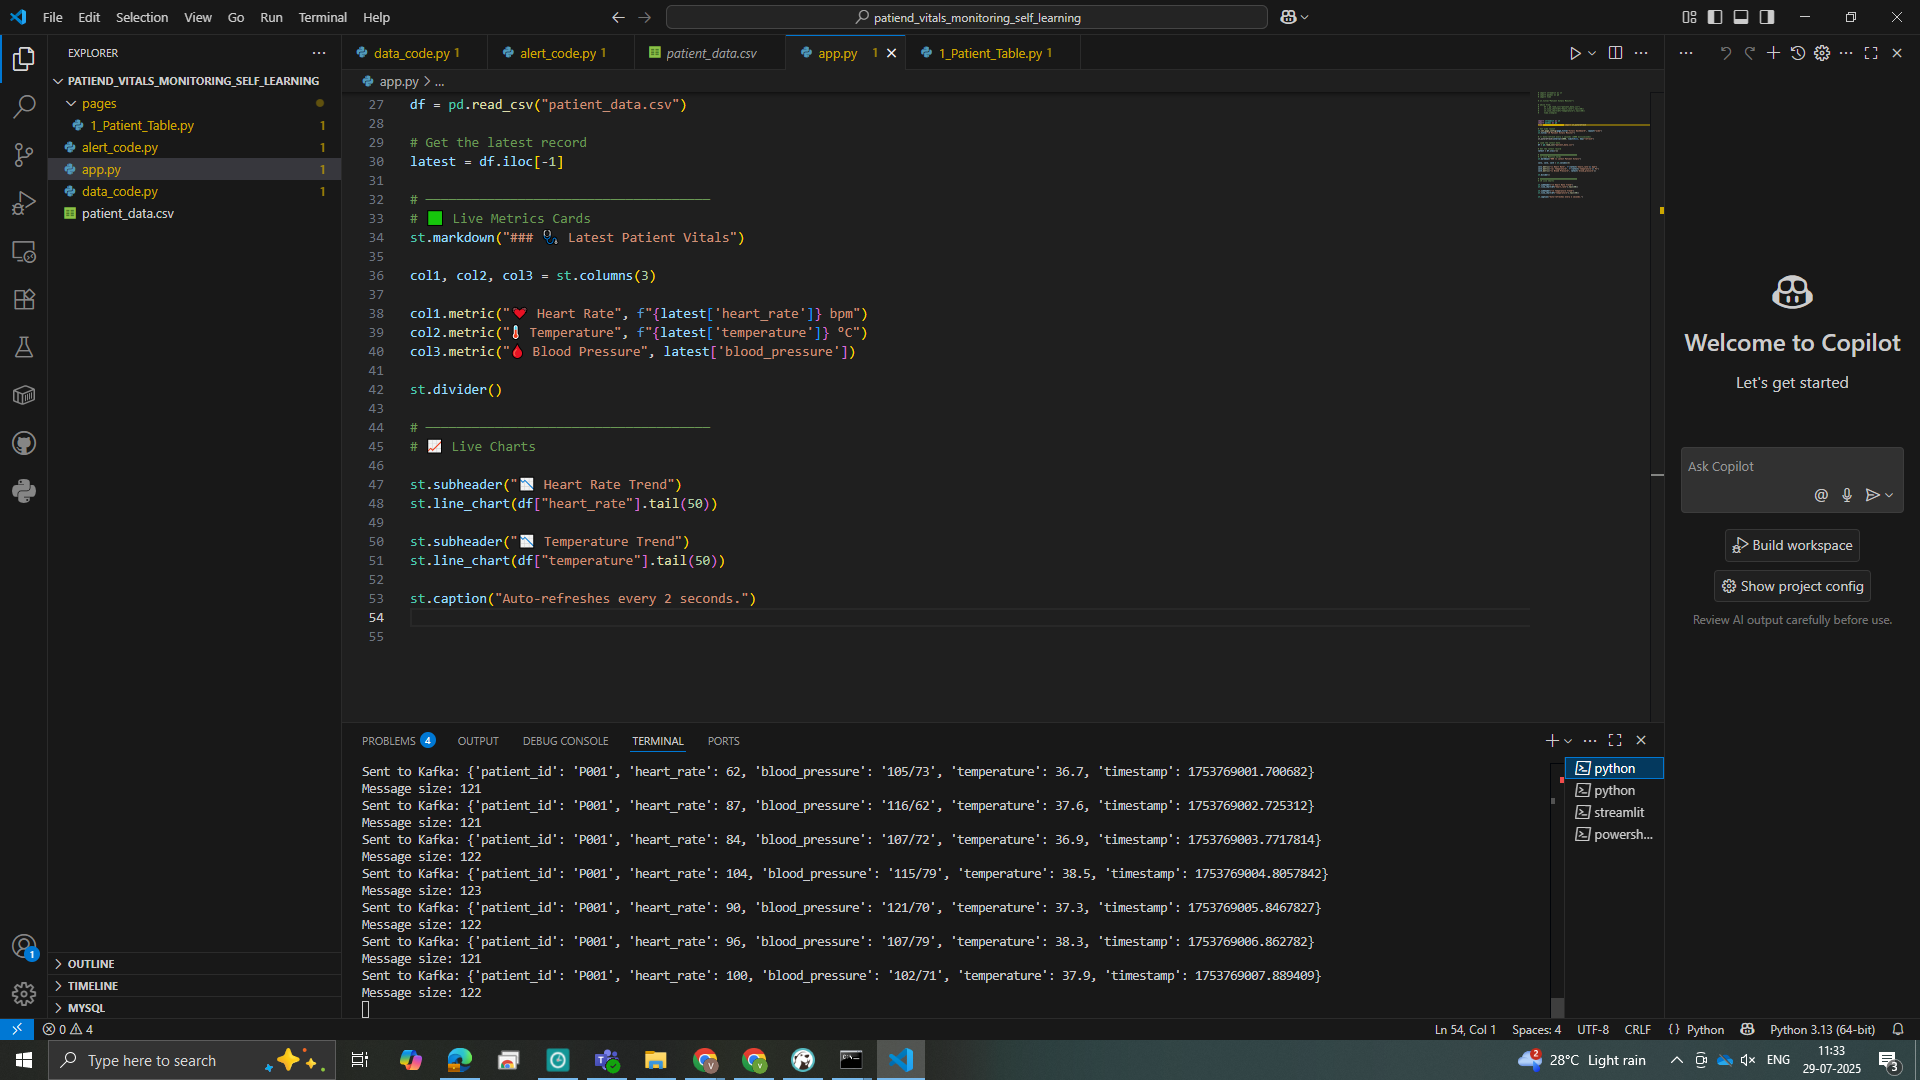 File Edit Selection View Go Run Terminal Help
patiend_vitals_monitoring_self_learning
EXPLORER
PATIEND_VITALS_MONITORING_SELF_LEARNING
pages
1_Patient_Table.py 1
alert_code.py 1
app.py 1
data_code.py 1
patient_data.csv
OUTLINE
TIMELINE
MYSQL
data_code.py 1 alert_code.py 1 patient_data.csv app.py 1 1_Patient_Table.py 1
app.py > ...
27 df = pd.read_csv("patient_data.csv")
28
29 # Get the latest record
30 latest = df.iloc[-1]
31
32 # ─────────────────────────────────────
33 # 🟩 Live Metrics Cards
34 st.markdown("### 🩺 Latest Patient Vitals")
35
36 col1, col2, col3 = st.columns(3)
37
38 col1.metric("❤️ Heart Rate", f"{latest['heart_rate']} bpm")
39 col2.metric("🌡️ Temperature", f"{latest['temperature']} °C")
40 col3.metric("🩸 Blood Pressure", latest['blood_pressure'])
41
42 st.divider()
43
44 # ─────────────────────────────────────
45 # 📈 Live Charts
46
47 st.subheader("📉 Heart Rate Trend")
48 st.line_chart(df["heart_rate"].tail(50))
49
50 st.subheader("📉 Temperature Trend")
51 st.line_chart(df["temperature"].tail(50))
52
53 st.caption("Auto-refreshes every 2 seconds.")
54
55
PROBLEMS 4 OUTPUT DEBUG CONSOLE TERMINAL PORTS
Sent to Kafka: {'patient_id': 'P001', 'heart_rate': 62, 'blood_pressure': '105/73', 'temperature': 36.7, 'timestamp': 1753769001.700682}
Message size: 121
Sent to Kafka: {'patient_id': 'P001', 'heart_rate': 87, 'blood_pressure': '116/62', 'temperature': 37.6, 'timestamp': 1753769002.725312}
Message size: 121
Sent to Kafka: {'patient_id': 'P001', 'heart_rate': 84, 'blood_pressure': '107/72', 'temperature': 36.9, 'timestamp': 1753769003.7717814}
Message size: 122
Sent to Kafka: {'patient_id': 'P001', 'heart_rate': 104, 'blood_pressure': '115/79', 'temperature': 38.5, 'timestamp': 1753769004.8057842}
Message size: 123
Sent to Kafka: {'patient_id': 'P001', 'heart_rate': 90, 'blood_pressure': '121/70', 'temperature': 37.3, 'timestamp': 1753769005.8467827}
Message size: 122
Sent to Kafka: {'patient_id': 'P001', 'heart_rate': 96, 'blood_pressure': '107/79', 'temperature': 38.3, 'timestamp': 1753769006.862782}
Message size: 121
Sent to Kafka: {'patient_id': 'P001', 'heart_rate': 100, 'blood_pressure': '102/71', 'temperature': 37.9, 'timestamp': 1753769007.889409}
Message size: 122
python
python
streamlit
powersh...
Welcome to Copilot
Let's get started
Ask Copilot
Build workspace
Show project config
Review AI output carefully before use.
1
0 4
Ln 54, Col 1 Spaces: 4 UTF-8 CRLF {} Python Python 3.13 (64-bit)
Type here to search
2 28°C Light rain ENG
11:33
29-07-2025
3